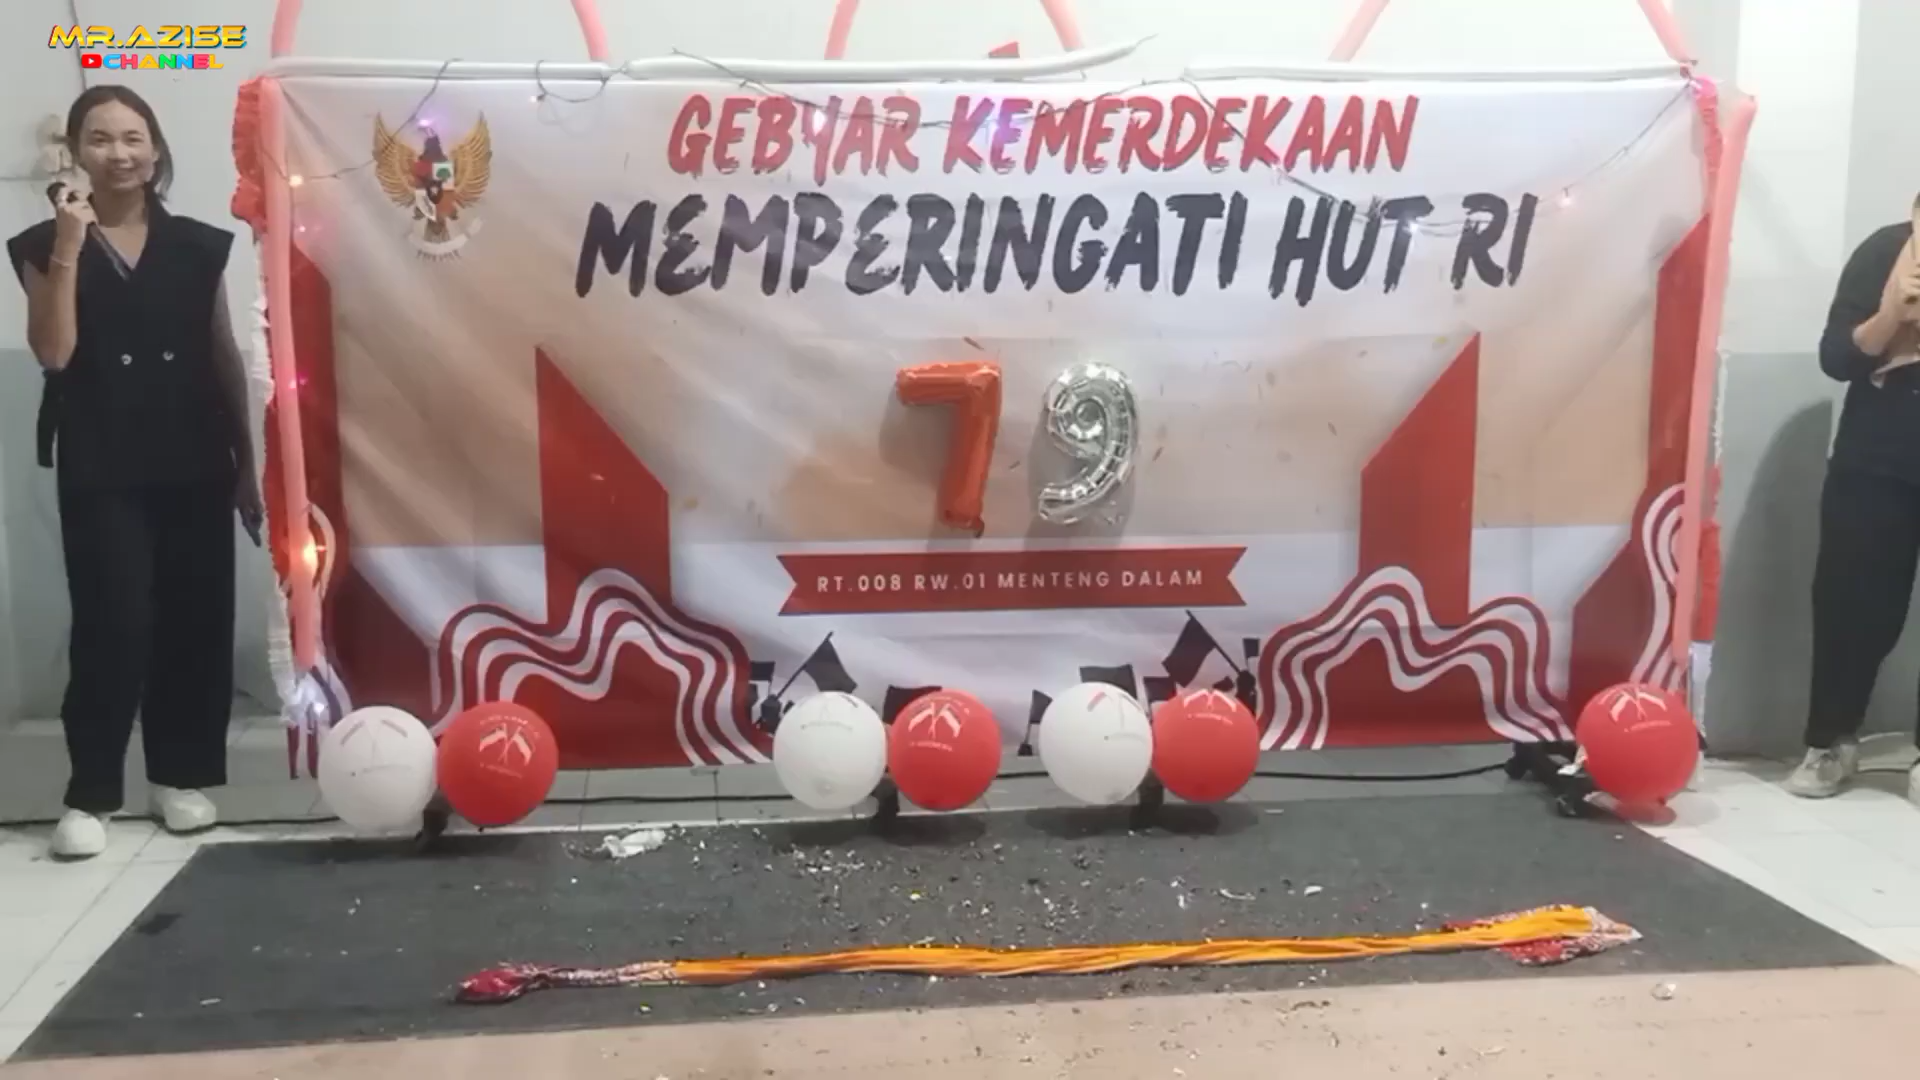 MR.AZISE
CHANNEL
GEBYAR KEMERDEKAAN
MEMPERINGATI HUT RI
79
RT.008 RW.01 MENTENG DALAM